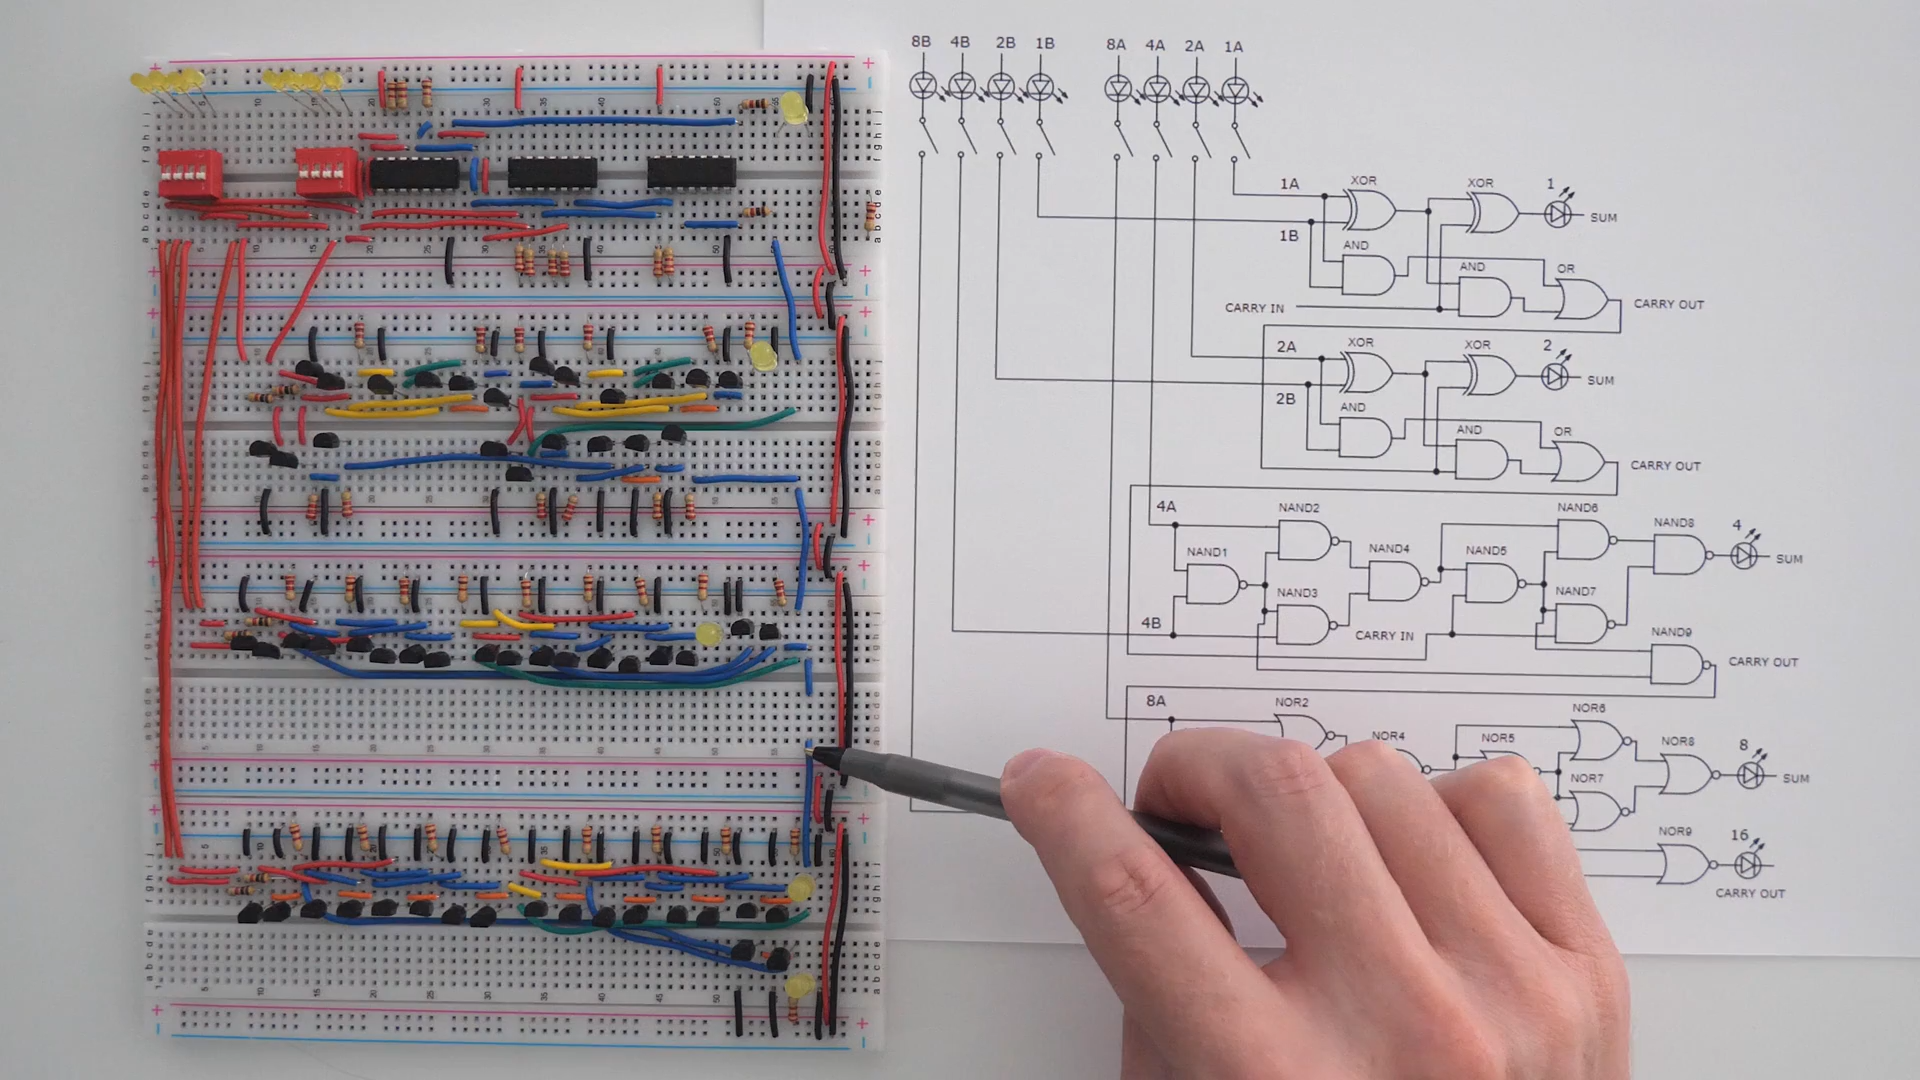 8B 4B 2B 1B 8A 4A 2A 1A
1A XOR XOR 1
SUM
1B
AND AND OR
CARRY IN CARRY OUT
2A XOR XOR 2
SUM
2B
AND AND OR
CARRY OUT
4A NAND2 NAND6 NAND8 4
NAND1 NAND4 NAND5 SUM
NAND3 NAND7
4B CARRY IN NAND9
CARRY OUT
8A NOR2 NOR6
NOR4 NOR5 NOR8 8
NOR7 SUM
NOR9 16
CARRY OUT